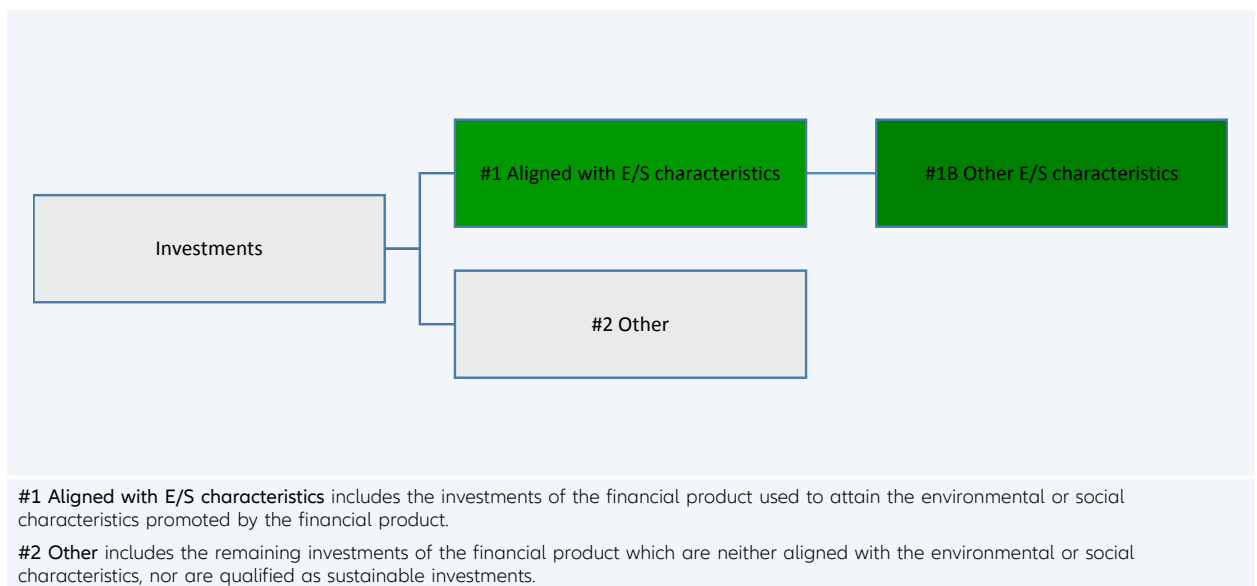 #1 Aligned with E/S characteristics
#1B Other E/S characteristics
Investments
#2 Other
#1 Aligned with E/S characteristics includes the investments of the financial product used to attain the environmental or social
characteristics promoted by the financial product.
#2 Other includes the remaining investments of the financial product which are neither aligned with the environmental or social
characteristics, nor are qualified as sustainable investments.